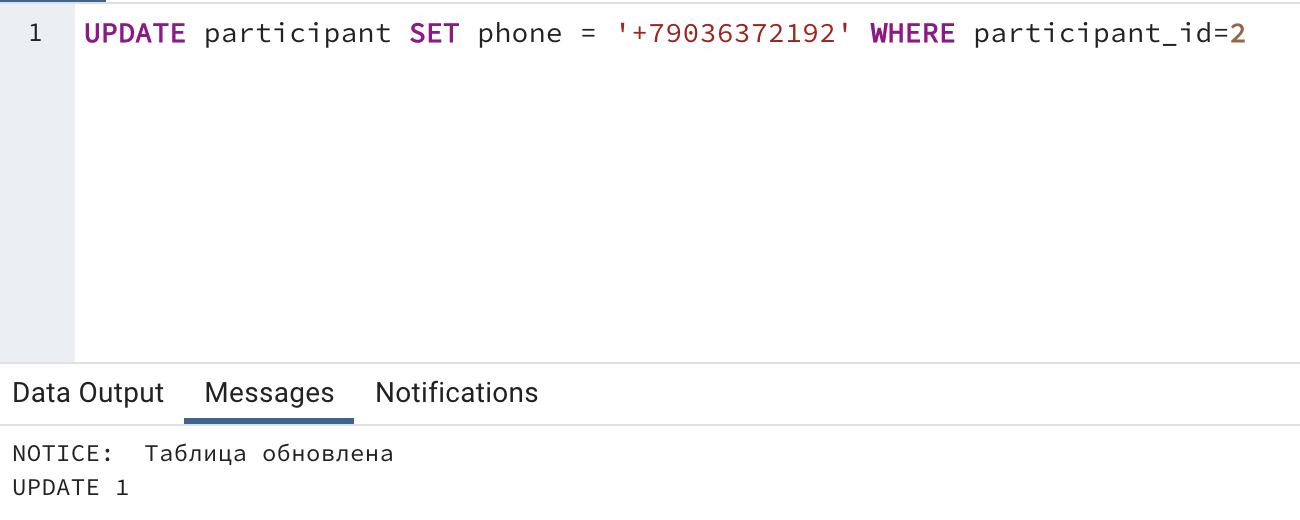 1 UPDATE participant SET phone = '+79036372192' WHERE participant_id=2
Data Output Messages Notifications
NOTICE:  Таблица обновлена
UPDATE 1